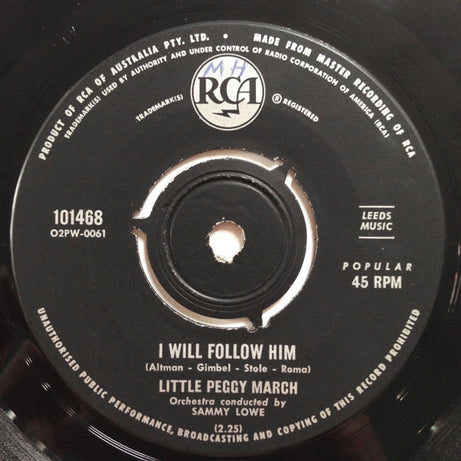 PRODUCT OF RCA OF AUSTRALIA PTY. LTD. • MADE FROM MASTER RECORDING OF RCA
TRADEMARK(S) USED BY AUTHORITY AND UNDER CONTROL OF RADIO CORPORATION OF AMERICA (RCA)
MH
RCA
TRADEMARK(S)
® REGISTERED
101468
O2PW-0061
LEEDS
MUSIC
POPULAR
45 RPM
I WILL FOLLOW HIM
(Altman - Gimbel - Stole - Roma)
LITTLE PEGGY MARCH
Orchestra conducted by
SAMMY LOWE
(2.25)
UNAUTHORISED PUBLIC PERFORMANCE, BROADCASTING AND COPYING OF THIS RECORD PROHIBITED